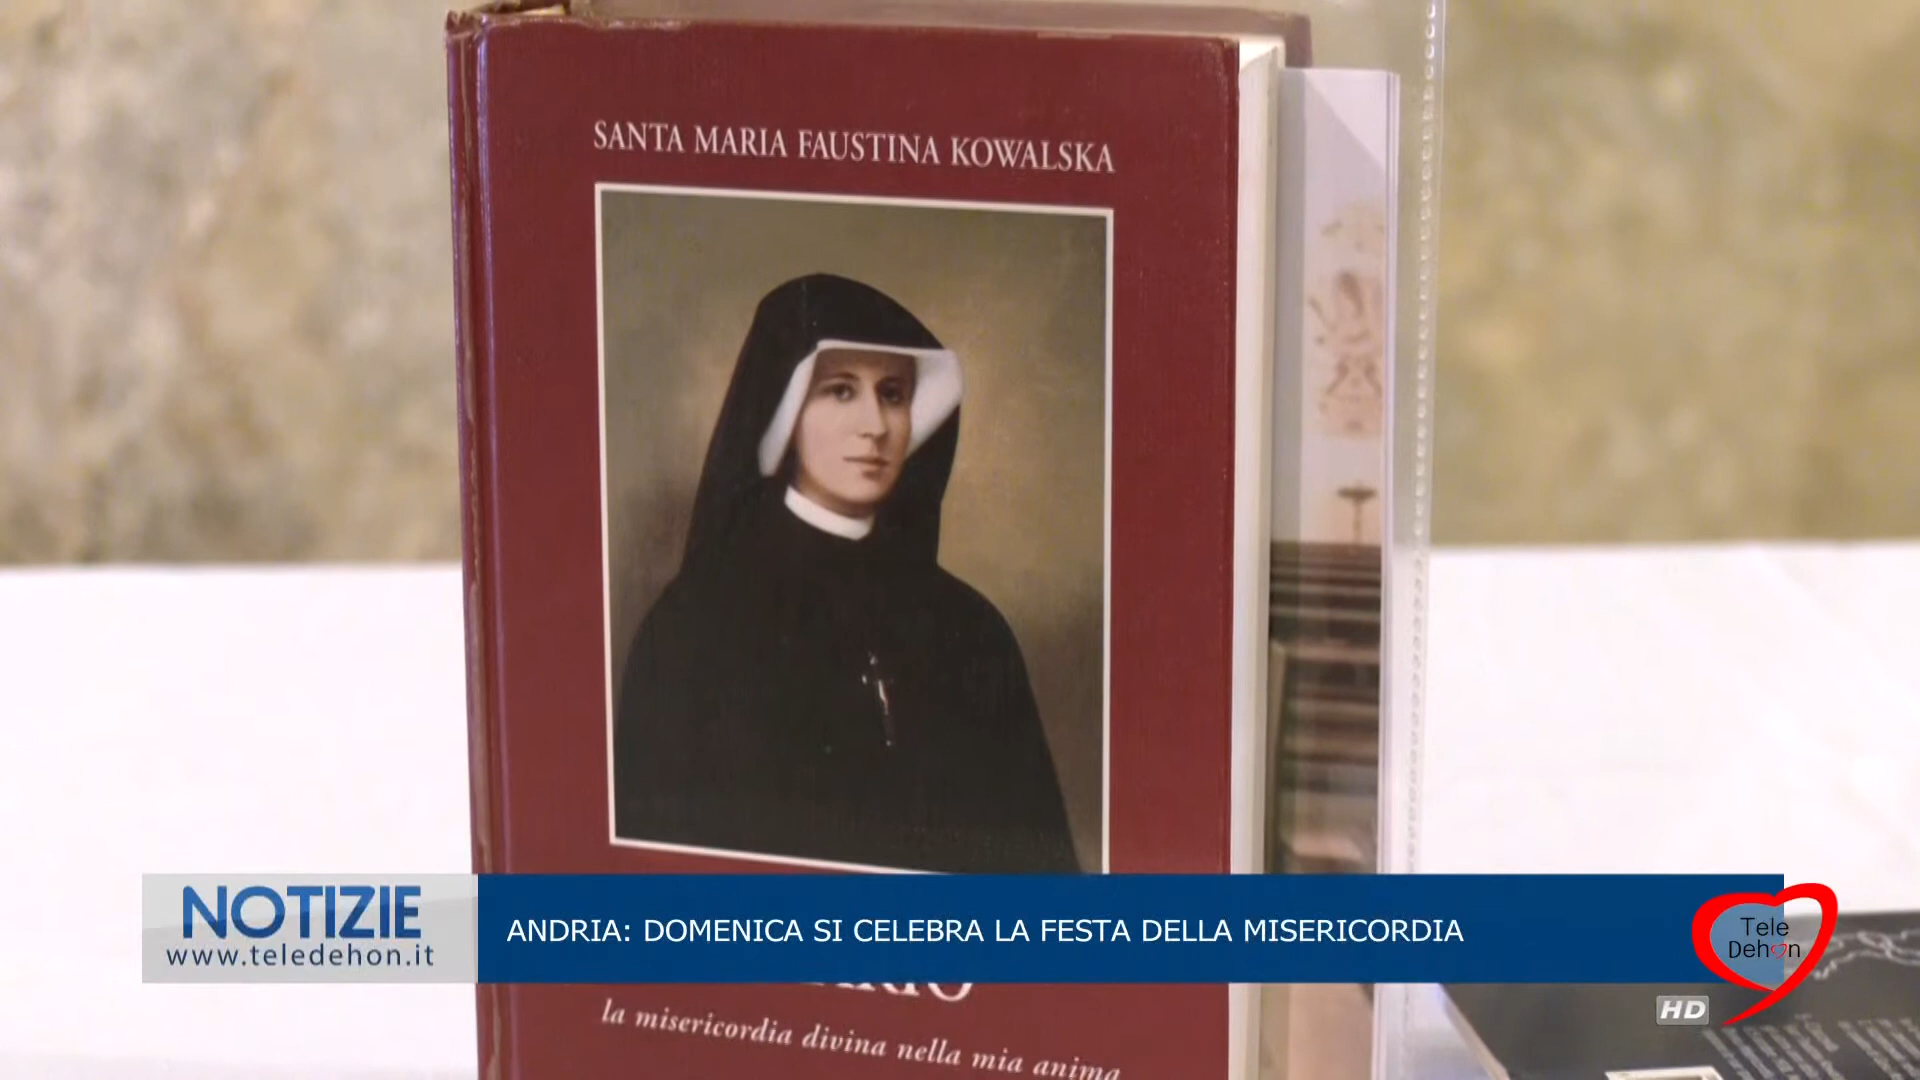 SANTA MARIA FAUSTINA KOWALSKA
NOTIZIE
www.teledehon.it
ANDRIA: DOMENICA SI CELEBRA LA FESTA DELLA MISERICORDIA
Tele
Dehon
HD
la misericordia divina nella mia anima